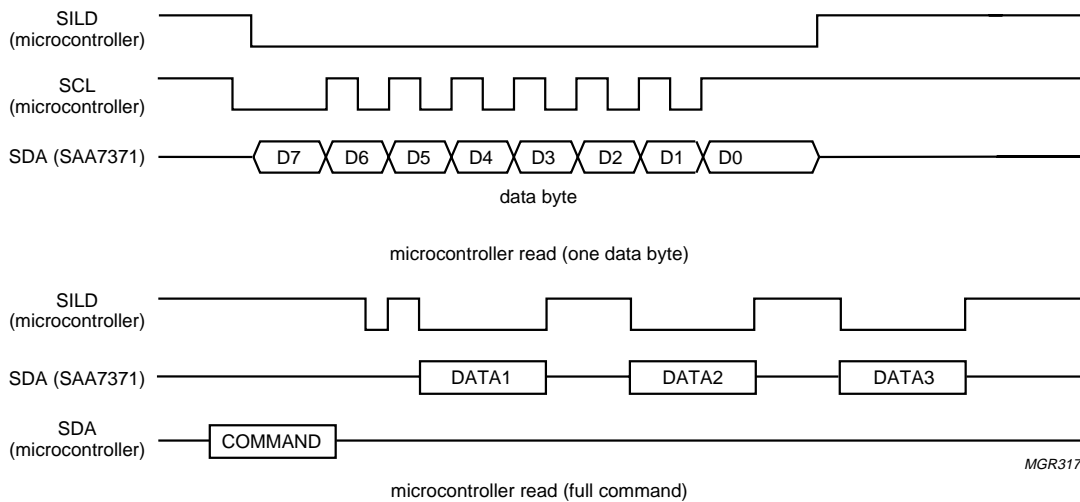 SILD
(microcontroller)
SCL
(microcontroller)
SDA (SAA7371)
D7 D6 D5 D4 D3 D2 D1 D0
data byte
microcontroller read (one data byte)
SILD
(microcontroller)
SDA (SAA7371)
DATA1 DATA2 DATA3
SDA
(microcontroller)
COMMAND
MGR317
microcontroller read (full command)